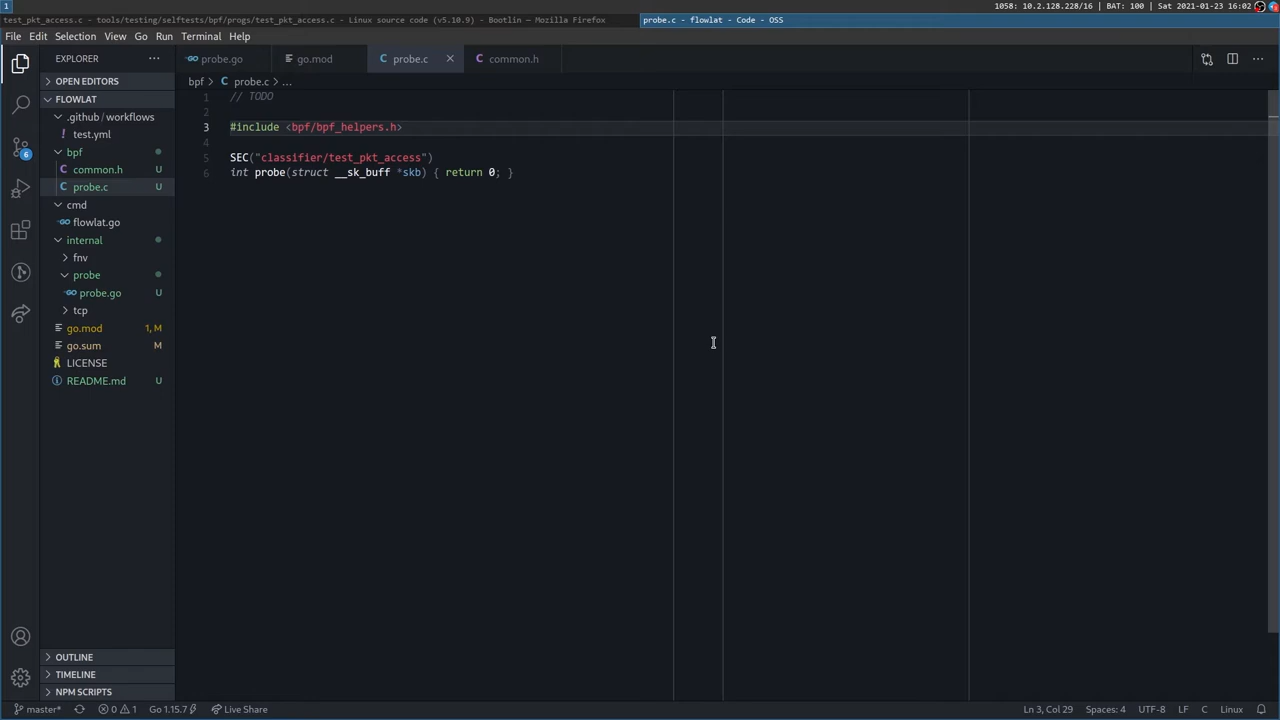 1
1058: 10.2.128.228/16 | BAT: 100 | Sat 2021-01-23 16:02
test_pkt_access.c - tools/testing/selftests/bpf/progs/test_pkt_access.c - Linux source code (v5.10.9) - Bootlin — Mozilla Firefox
probe.c - flowlat - Code - OSS
File Edit Selection View Go Run Terminal Help
EXPLORER ···
probe.go
go.mod
C probe.c ×
C common.h
OPEN EDITORS
bpf > C probe.c > ...
FLOWLAT
.github/workflows
test.yml
bpf
C common.h U
C probe.c U
cmd
flowlat.go
internal
fnv
probe
probe.go U
tcp
go.mod 1, M
go.sum M
LICENSE
README.md U
6
1 // TODO
2
3 #include <bpf/bpf_helpers.h>
4
5 SEC("classifier/test_pkt_access")
6 int probe(struct __sk_buff *skb) { return 0; }
OUTLINE
TIMELINE
NPM SCRIPTS
master* 0 1 Go 1.15.7 Live Share
Ln 3, Col 29 Spaces: 4 UTF-8 LF C Linux